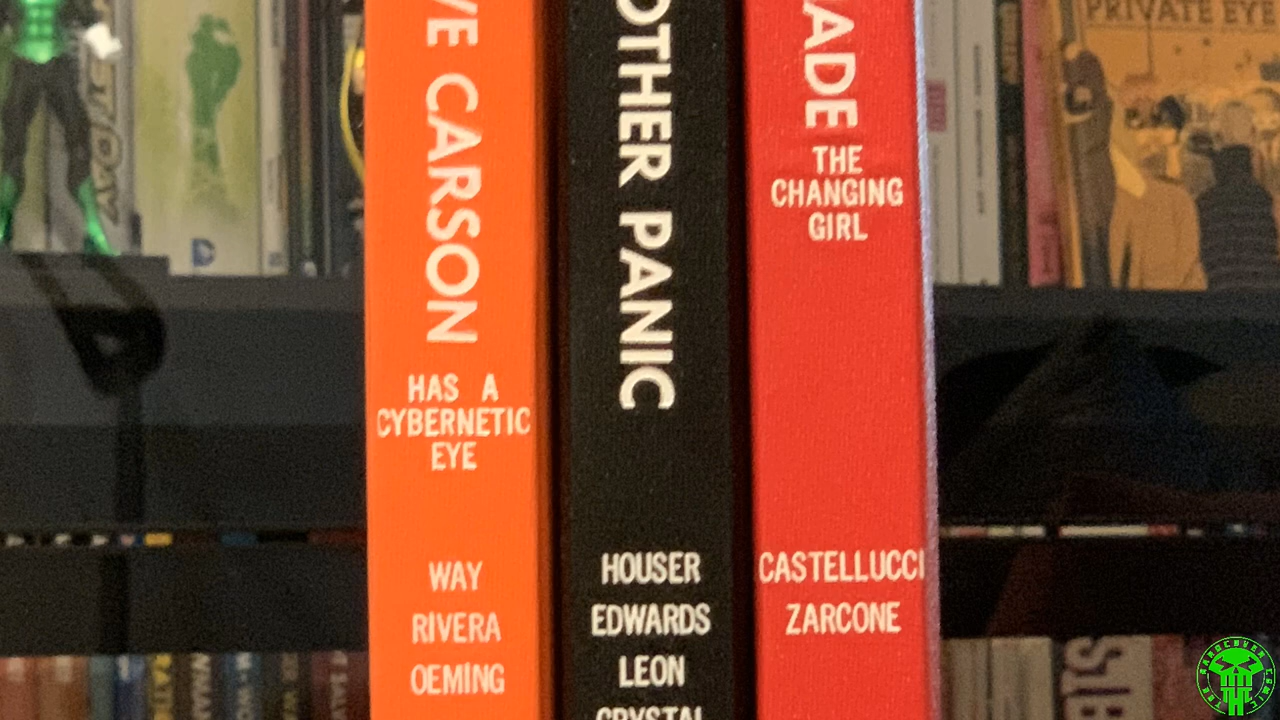 VE CARSON
HAS A
CYBERNETIC
EYE
WAY
RIVERA
OEMING
OTHER PANIC
HOUSER
EDWARDS
LEON
CRYSTAL
ADE
THE
CHANGING
GIRL
CASTELLUCCI
ZARCONE
PRIVATE EYE